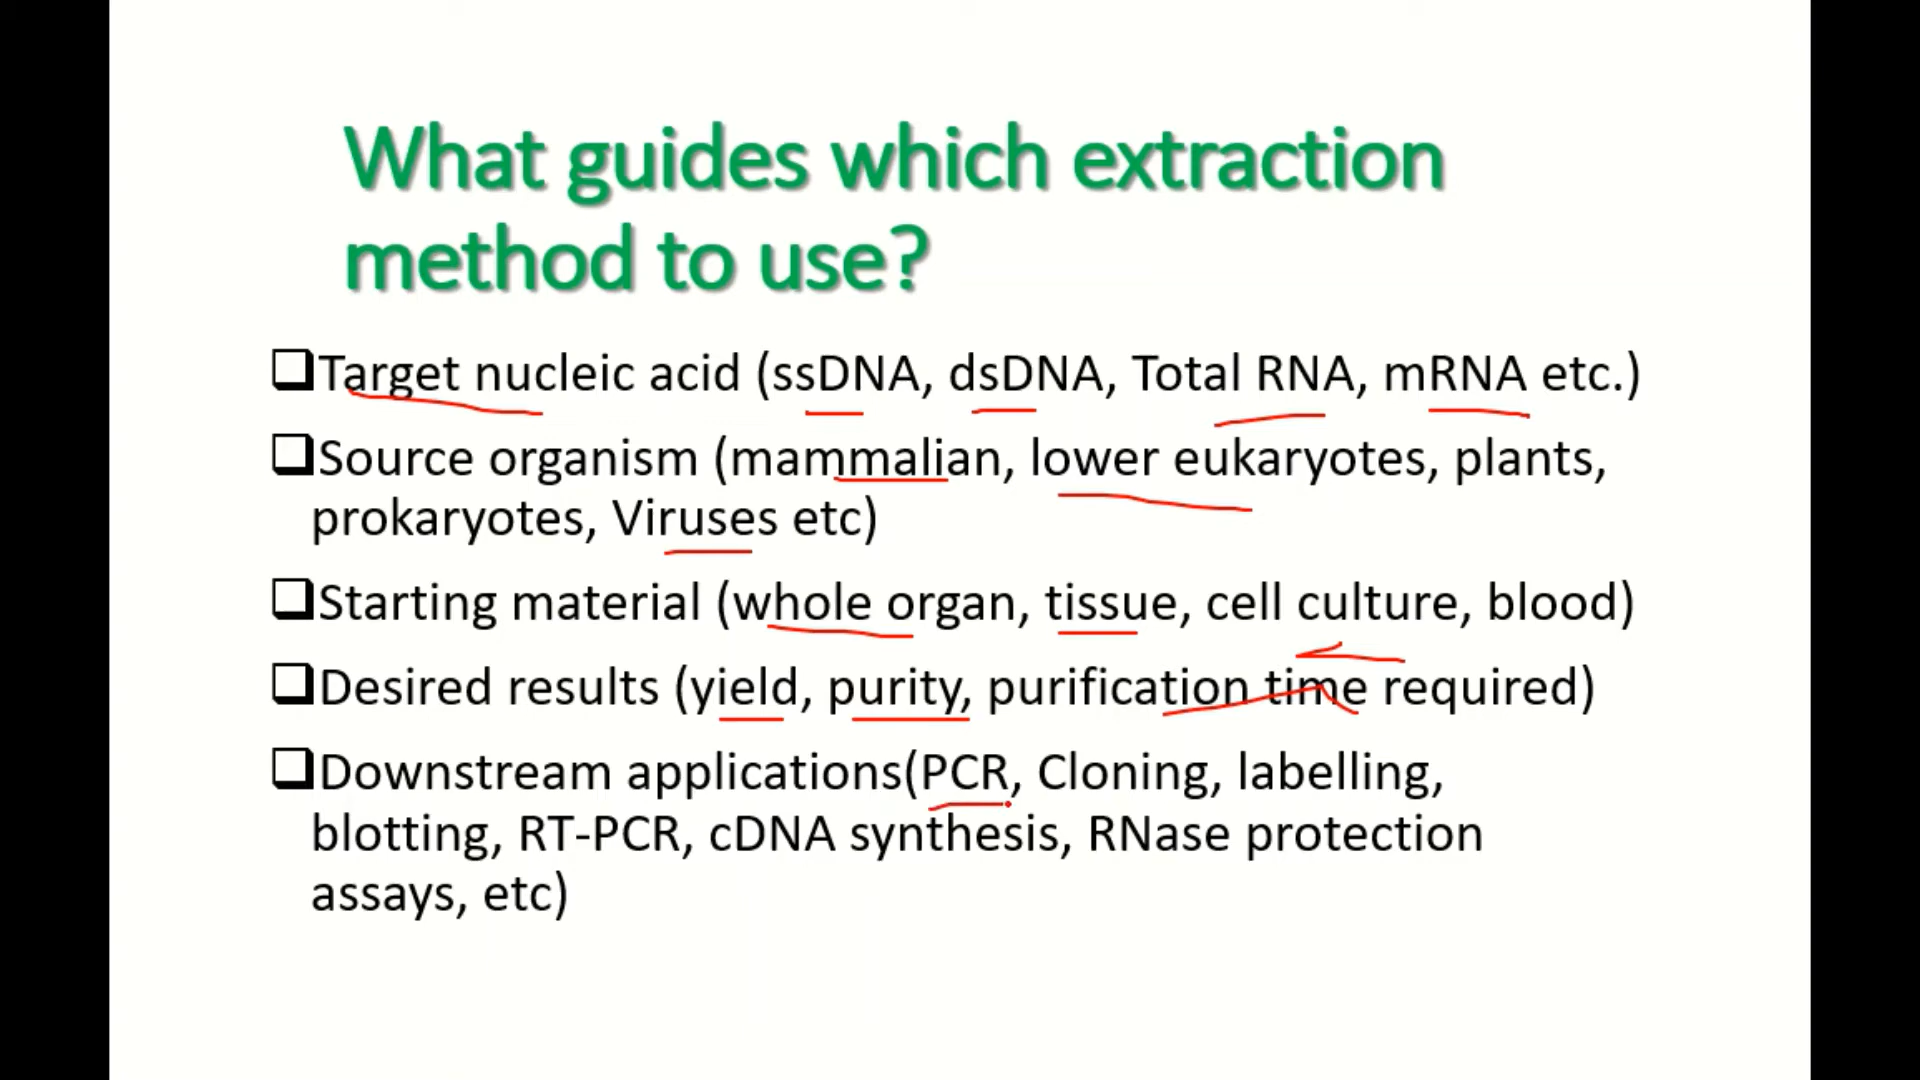 What guides which extraction
method to use?
Target nucleic acid (ssDNA, dsDNA, Total RNA, mRNA etc.)
Source organism (mammalian, lower eukaryotes, plants,
prokaryotes, Viruses etc)
Starting material (whole organ, tissue, cell culture, blood)
Desired results (yield, purity, purification time required)
Downstream applications(PCR, Cloning, labelling,
blotting, RT-PCR, cDNA synthesis, RNase protection
assays, etc)